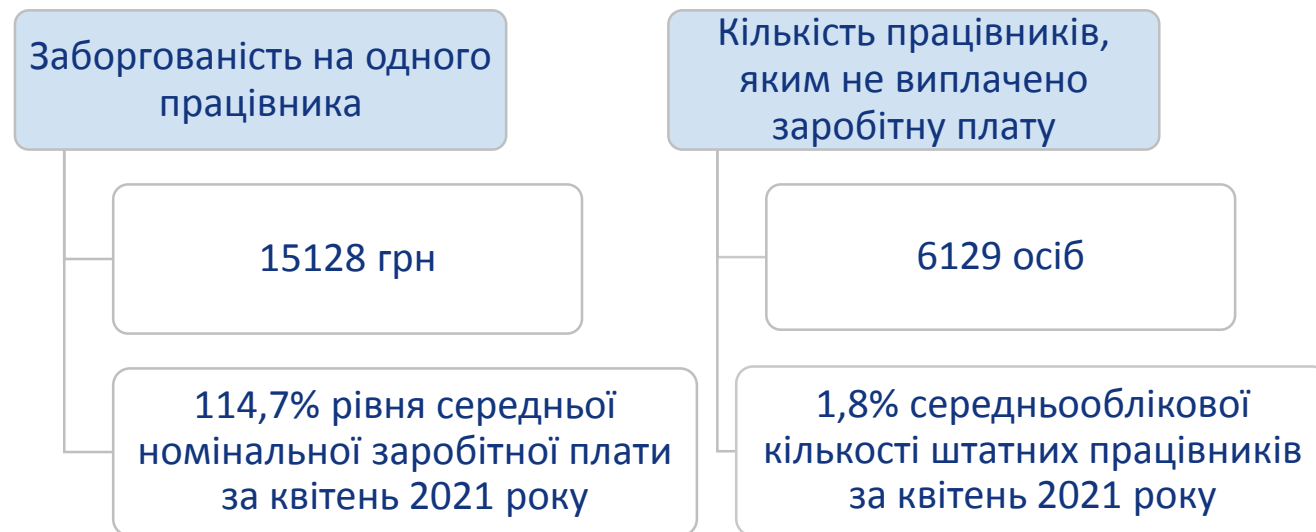 Заборгованість на одного
працівника
15128 грн
114,7% рівня середньої
номінальної заробітної плати
за квітень 2021 року
Кількість працівників,
яким не виплачено
заробітну плату
6129 осіб
1,8% середньооблікової
кількості штатних працівників
за квітень 2021 року